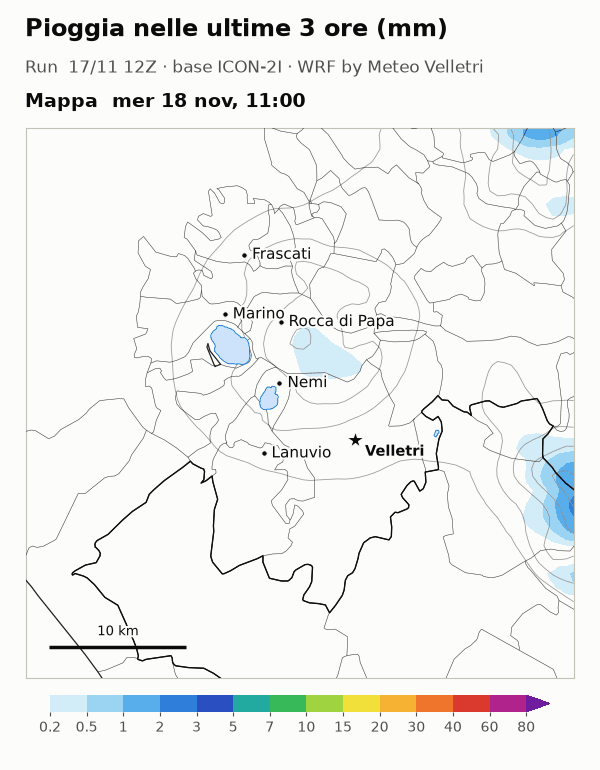 Pioggia nelle ultime 3 ore (mm)
Run  17/11 12Z · base ICON-2I · WRF by Meteo Velletri
Mappa  mer 18 nov, 11:00
Frascati
Marino
Rocca di Papa
Nemi
Velletri
Lanuvio
10 km
0.2 0.5 1 2 3 5 7 10 15 20 30 40 60 80